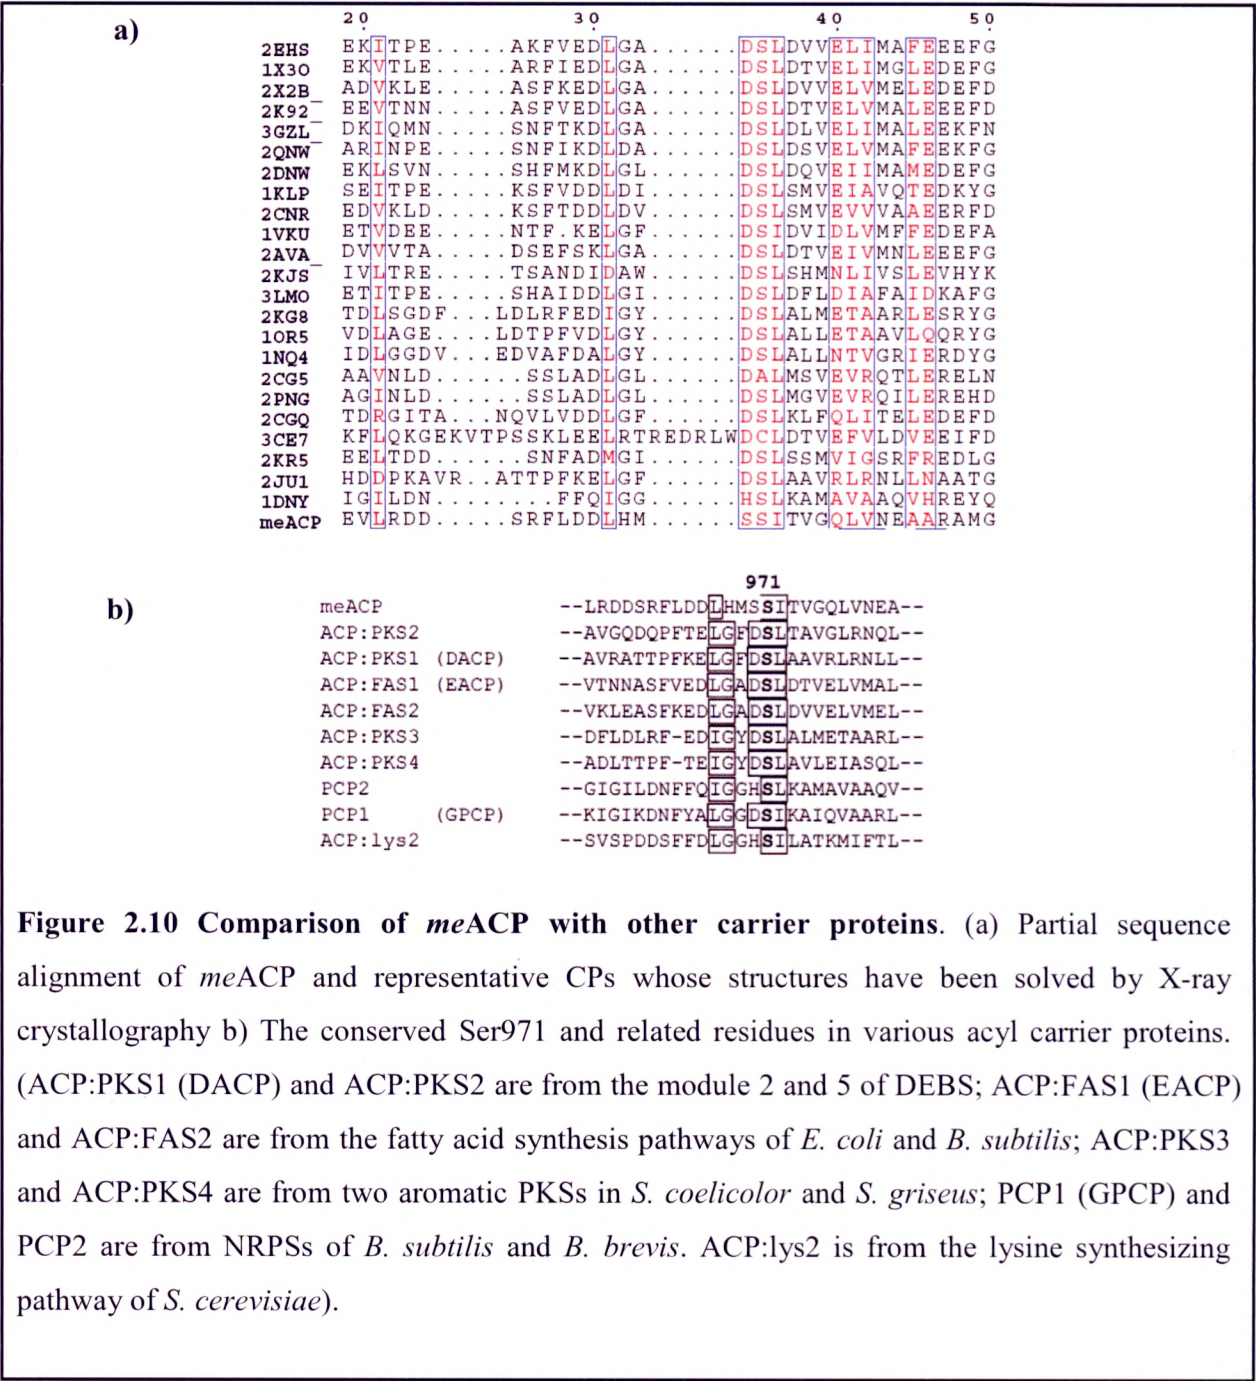 a)
20 30 40 50
2EHS EKITPE.....AKFVEDLGA......DSLDVVELIMAFEEEFG
1X3O EKVTLE.....ARFIEDLGA......DSLDTVELIMGLEDEFG
2X2B ADVKLE.....ASFKEDLGA......DSLDVVELVMELEDEFD
2K92_ EEVTNN.....ASFVEDLGA......DSLDTVELVMALEEEFD
3GZL_ DKIQMN.....SNFTKDLGA......DSLDLVELIMALEEKFN
2QNW_ ARINPE.....SNFIKDLDA......DSLDSVELVMAFEEKFG
2DNW EKLSVN.....SHFMKDLGL......DSLDQVEIIMAMEDEFG
1KLP SEITPE.....KSFVDDLDI......DSLSMVEIAVQTEDKYG
2CNR EDVKLD.....KSFTDDLDV......DSLSMVEVVVAAEERFD
1VKU ETVDEE.....NTF.KELGF......DSIDVIDLVMFFEDEFA
2AVA_ DVVVTA.....DSEFSKLGA......DSLDTVEIVMNLEEEFG
2KJS_ IVLTRE.....TSANDIDAW......DSLSHMNLIVSLEVHYK
3LMO ETITPE.....SHAIDDLGI......DSLDFLDIAFAIDKAFG
2KG8 TDLSGDF...LDLRFEDIGY......DSLALMETAARLESRYG
1OR5 VDLAGE....LDTPFVDLGY......DSLALLETAAVLQQRYG
1NQ4 IDLGGDV...EDVAFDALGY......DSLALLNTVGRIERDYG
2CG5 AAVNLD......SSLADLGL......DALMSVEVRQTLERELN
2PNG AGINLD......SSLADLGL......DSLMGVEVRQILEREHD
2CGQ TDRGITA...NQVLVDDLGF......DSLKLFQLITELEDEFD
3CE7 KFLQKGEKVTPSSKLEELRTREDRLWDCLDTVEFVLDVEEIFD
2KR5 EELTDD......SNFADMGI......DSLSSMVIGSRFREDLG
2JU1 HDDPKAVR..ATTPFKELGF......DSLAAVRLRNLLNAATG
1DNY IGILDN........FFQIGG......HSLKAMAVAAQVHREYQ
meACP EVLRDD.....SRFLDDLHM......SSITVGQLVNEAARAMG
b)
971
meACP --LRDDSRFLDDLHMSSITVGQLVNEA--
ACP:PKS2 --AVGQDQPFTELGFDSLTAVGLRNQL--
ACP:PKS1 (DACP) --AVRATTPFKELGFDSLAAVRLRNLL--
ACP:FAS1 (EACP) --VTNNASFVEDLGADSLDTVELVMAL--
ACP:FAS2 --VKLEASFKEDLGADSLDVVELVMEL--
ACP:PKS3 --DFLDLRF-EDIGYDSLALMETAARL--
ACP:PKS4 --ADLTTPF-TEIGYDSLAVLEIASQL--
PCP2 --GIGILDNFFQIGGHSLKAMAVAAQV--
PCP1 (GPCP) --KIGIKDNFYALGGDSIKAIQVAARL--
ACP:lys2 --SVSPDDSFFDLGGHSILATKMIFTL--
Figure 2.10 Comparison of meACP with other carrier proteins. (a) Partial sequence
alignment of meACP and representative CPs whose structures have been solved by X-ray
crystallography b) The conserved Ser971 and related residues in various acyl carrier proteins.
(ACP:PKS1 (DACP) and ACP:PKS2 are from the module 2 and 5 of DEBS; ACP:FAS1 (EACP)
and ACP:FAS2 are from the fatty acid synthesis pathways of E. coli and B. subtilis; ACP:PKS3
and ACP:PKS4 are from two aromatic PKSs in S. coelicolor and S. griseus; PCP1 (GPCP) and
PCP2 are from NRPSs of B. subtilis and B. brevis. ACP:lys2 is from the lysine synthesizing
pathway of S. cerevisiae).